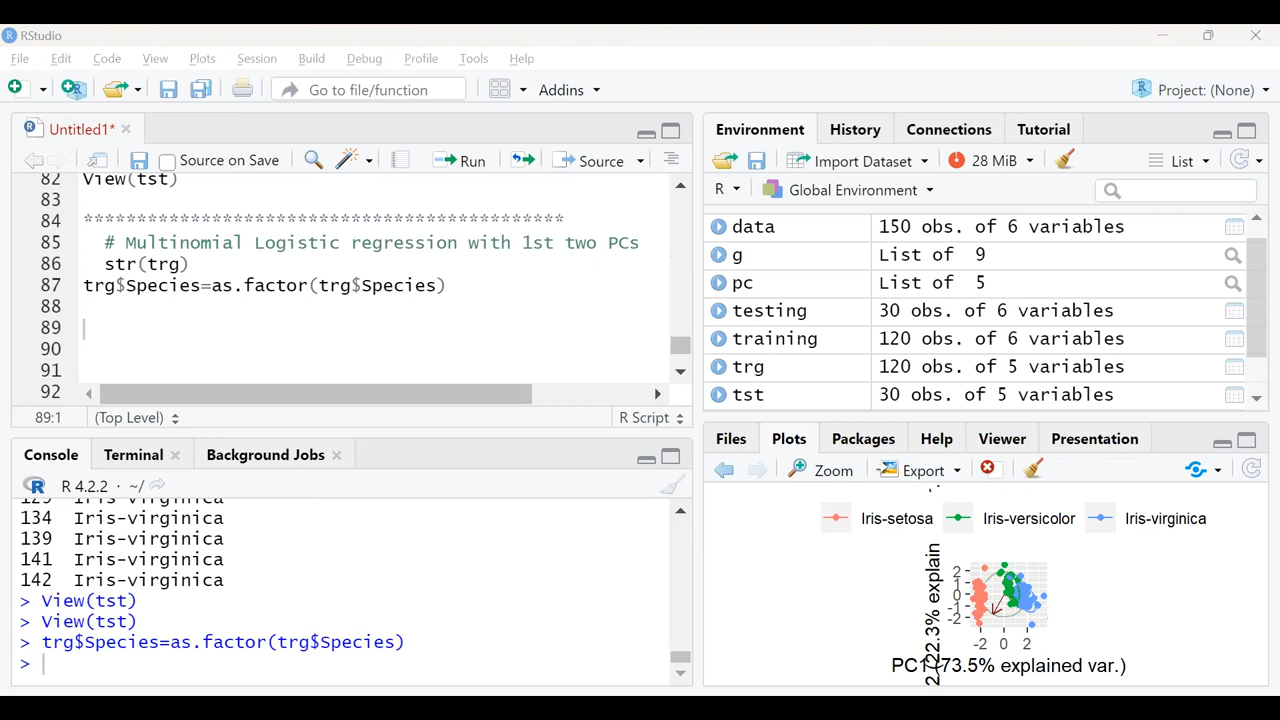 RStudio
File Edit Code View Plots Session Build Debug Profile Tools Help
Go to file/function Addins Project: (None)
Untitled1*
Source on Save Run Source
82 View(tst)
83
84 *********************************************
85 # Multinomial Logistic regression with 1st two PCs
86 str(trg)
87 trg$Species=as.factor(trg$Species)
88
89
90
91
92
89:1 (Top Level) R Script
Console Terminal Background Jobs
R 4.2.2 · ~/
129 Iris-virginica
134 Iris-virginica
139 Iris-virginica
141 Iris-virginica
142 Iris-virginica
> View(tst)
> View(tst)
> trg$Species=as.factor(trg$Species)
>
Environment History Connections Tutorial
Import Dataset 28 MiB List
R Global Environment
data 150 obs. of 6 variables
g List of 9
pc List of 5
testing 30 obs. of 6 variables
training 120 obs. of 6 variables
trg 120 obs. of 5 variables
tst 30 obs. of 5 variables
Files Plots Packages Help Viewer Presentation
Zoom Export
Iris-setosa Iris-versicolor Iris-virginica
22.3% explain
2
1
0
-1
-2
-2 0 2
PC1 (73.5% explained var.)